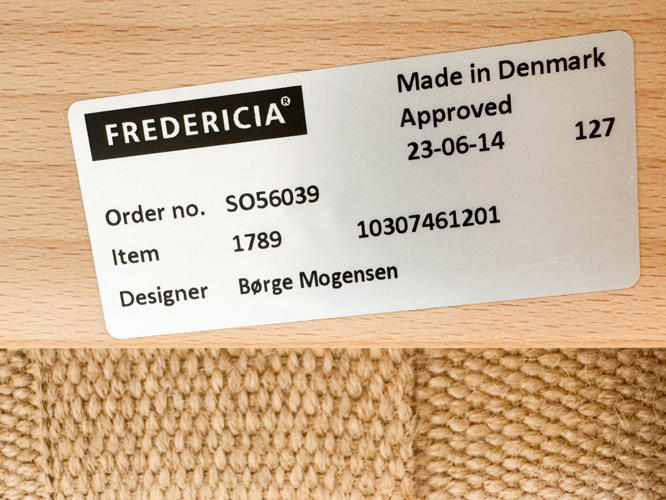 FREDERICIA®
Made in Denmark
Approved
23-06-14 127
Order no. SO56039
Item 1789 10307461201
Designer Børge Mogensen